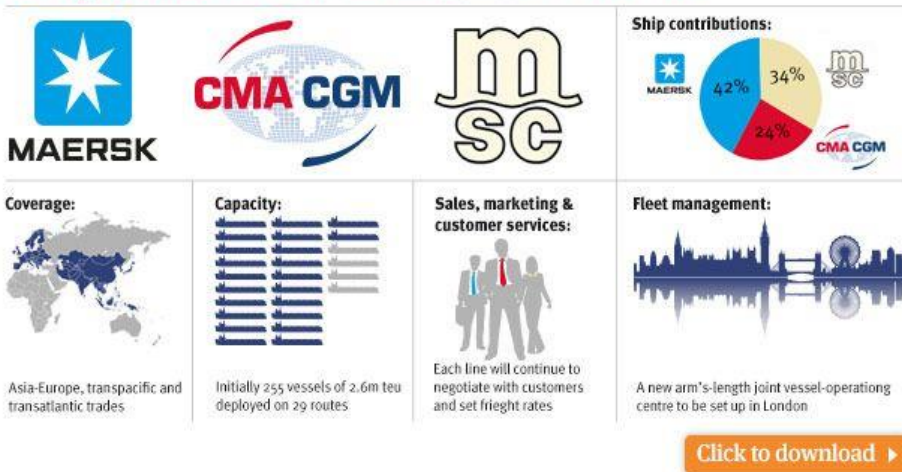 MAERSK
CMA CGM
m
SC
Ship contributions:
MAERSK
42%
34%
24%
m
SC
CMA CGM
Coverage:
Asia-Europe, transpacific and
transatlantic trades
Capacity:
Initially 255 vessels of 2.6m teu
deployed on 29 routes
Sales, marketing &
customer services:
Each line will continue to
negotiate with customers
and set frieght rates
Fleet management:
A new arm's-length joint vessel-operationg
centre to be set up in London
Click to download